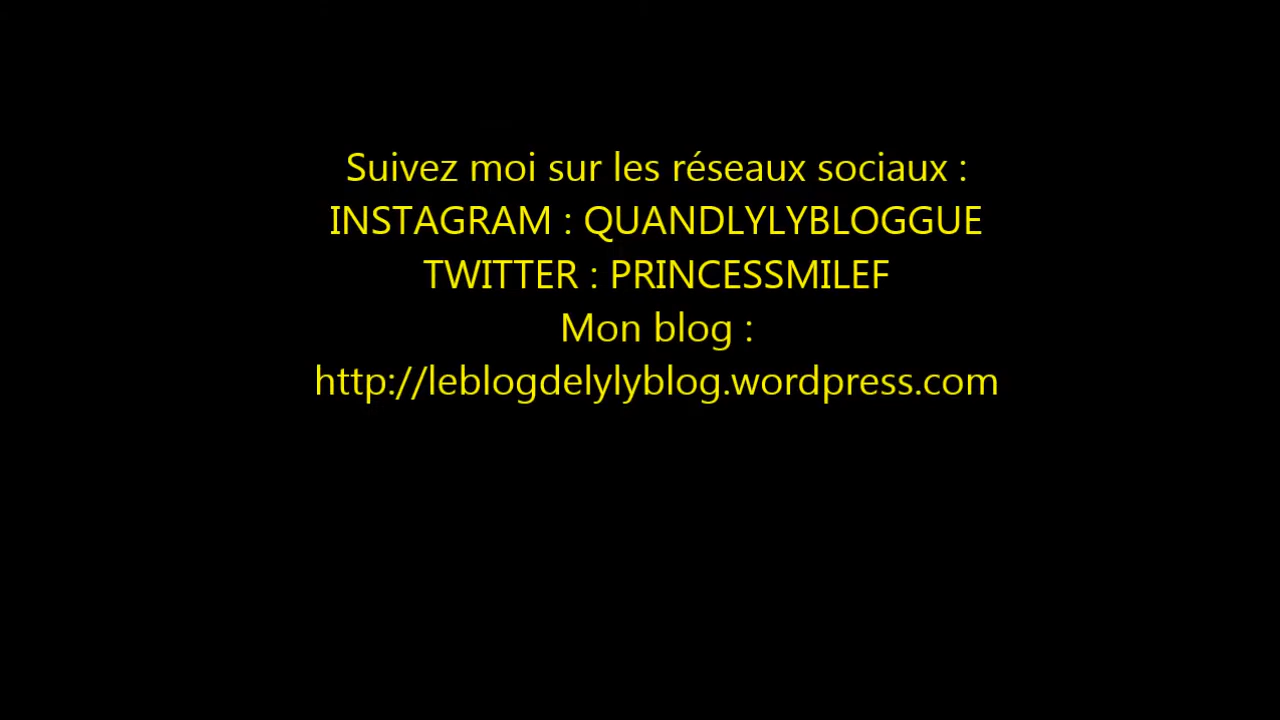 Suivez moi sur les réseaux sociaux :
INSTAGRAM : QUANDLYLYBLOGGUE
TWITTER : PRINCESSMILEF
Mon blog :
http://leblogdelylyblog.wordpress.com